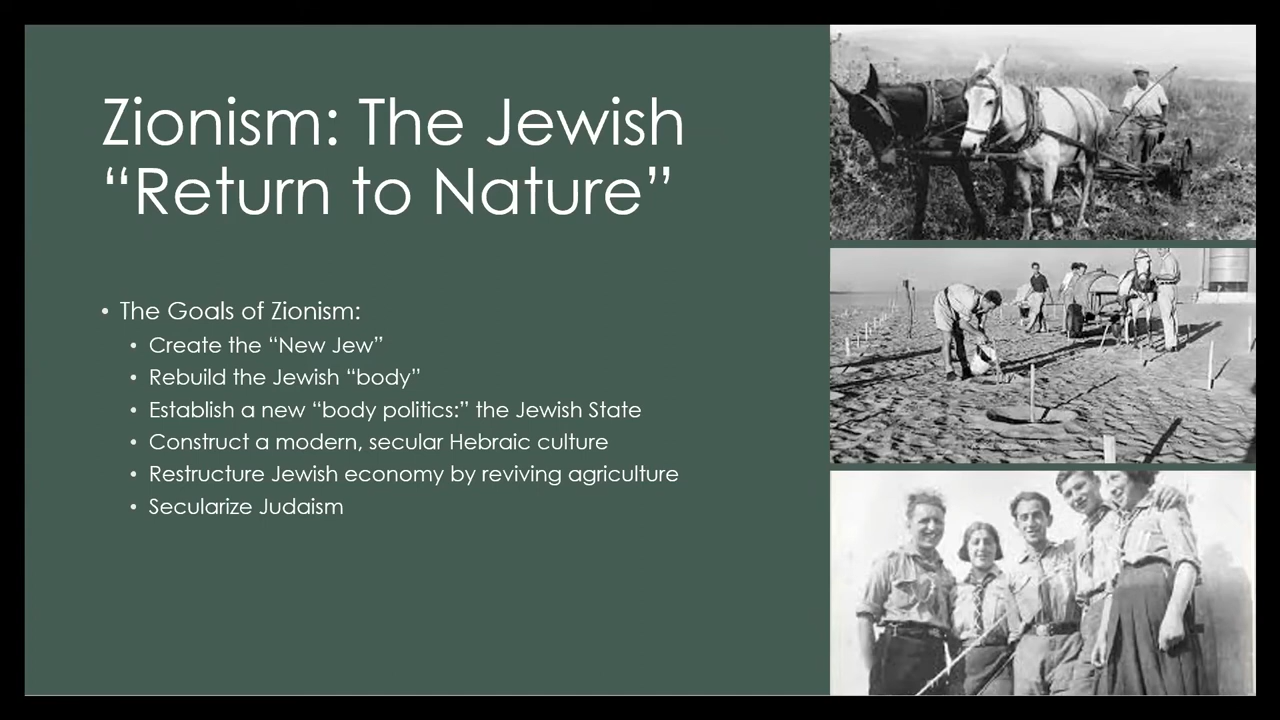 Zionism: The Jewish
“Return to Nature”
• The Goals of Zionism:
• Create the “New Jew”
• Rebuild the Jewish “body”
• Establish a new “body politics:” the Jewish State
• Construct a modern, secular Hebraic culture
• Restructure Jewish economy by reviving agriculture
• Secularize Judaism